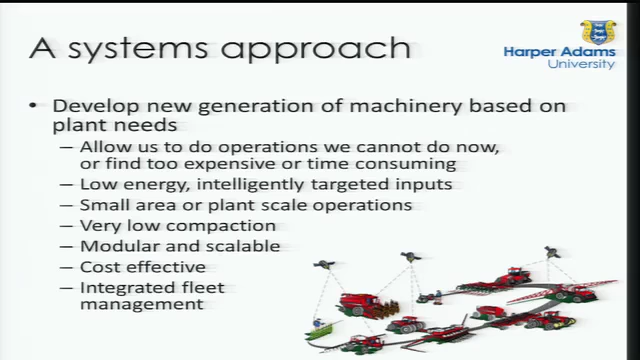 A systems approach
Harper Adams
University
• Develop new generation of machinery based on
plant needs
– Allow us to do operations we cannot do now,
or find too expensive or time consuming
– Low energy, intelligently targeted inputs
– Small area or plant scale operations
– Very low compaction
– Modular and scalable
– Cost effective
– Integrated fleet
management